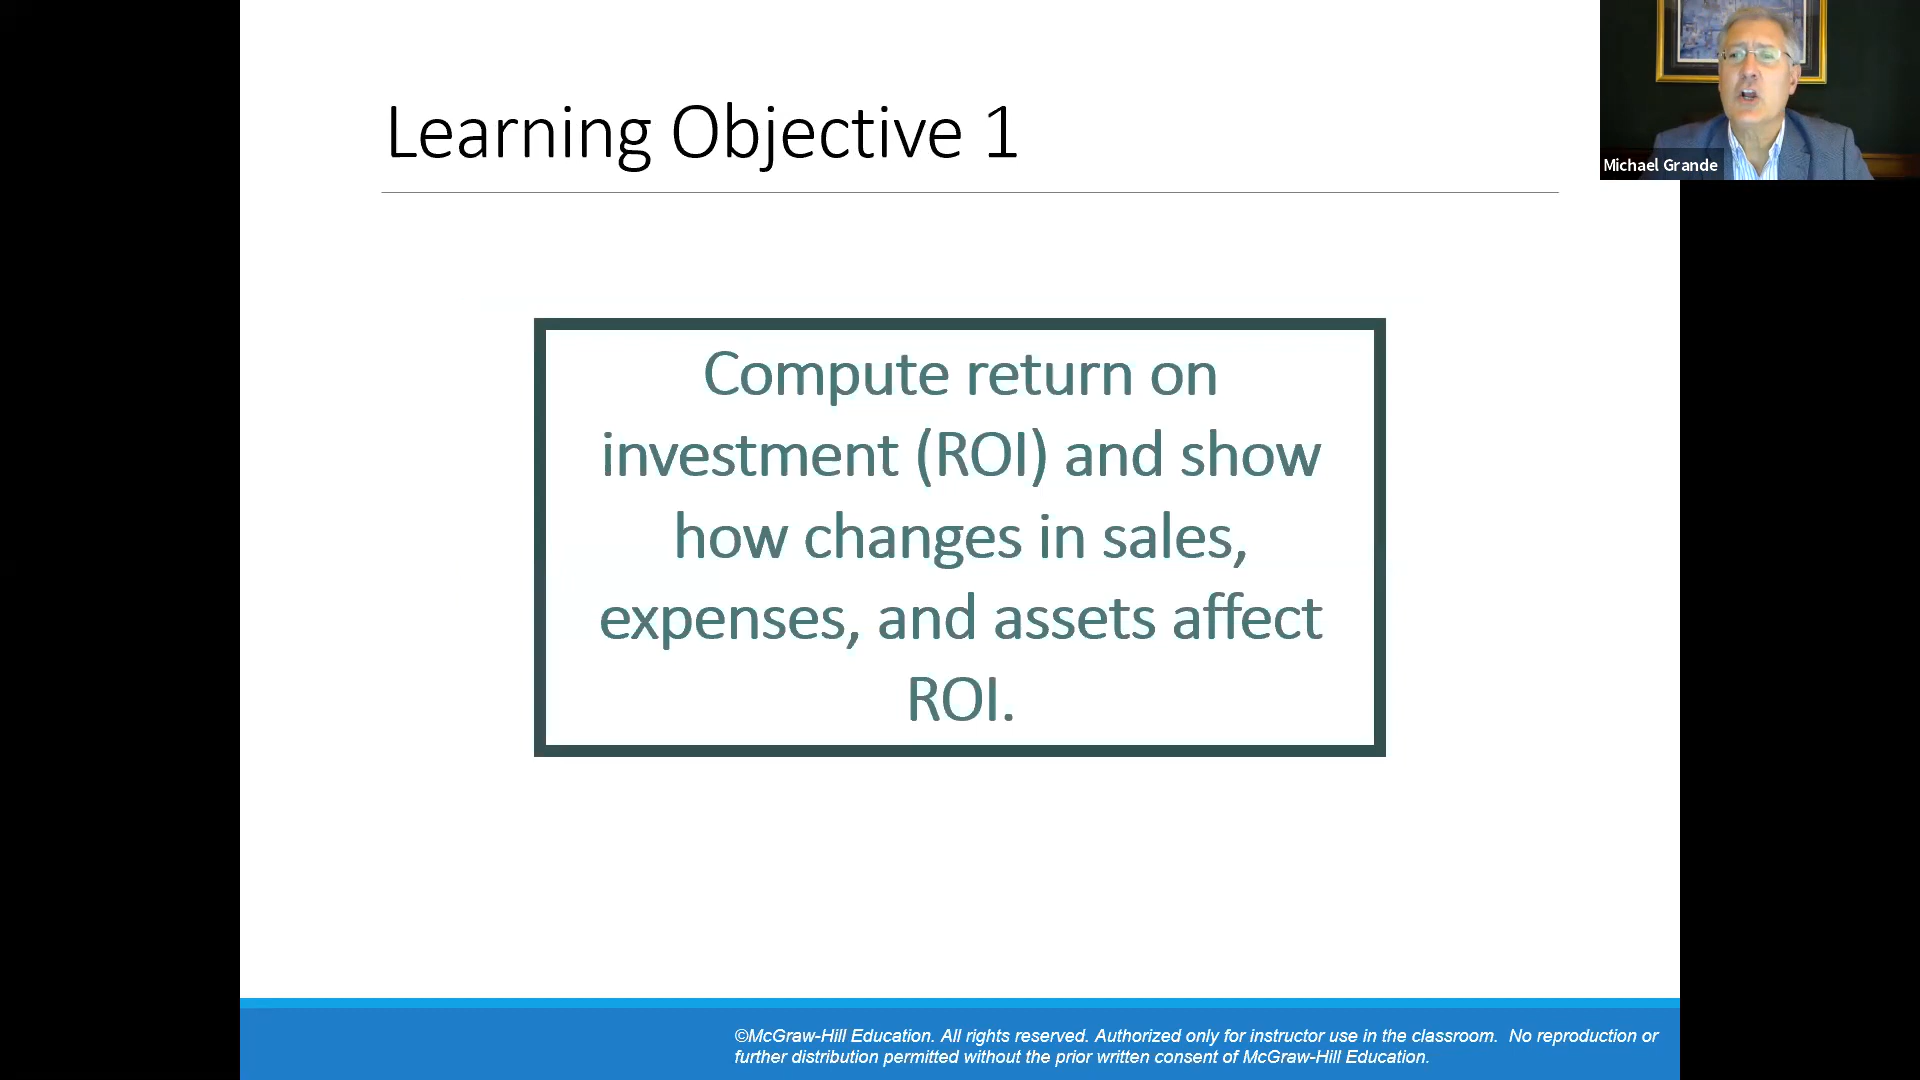 Learning Objective 1
Michael Grande
Compute return on
investment (ROI) and show
how changes in sales,
expenses, and assets affect
ROI.
©McGraw-Hill Education. All rights reserved. Authorized only for instructor use in the classroom.  No reproduction or
further distribution permitted without the prior written consent of McGraw-Hill Education.